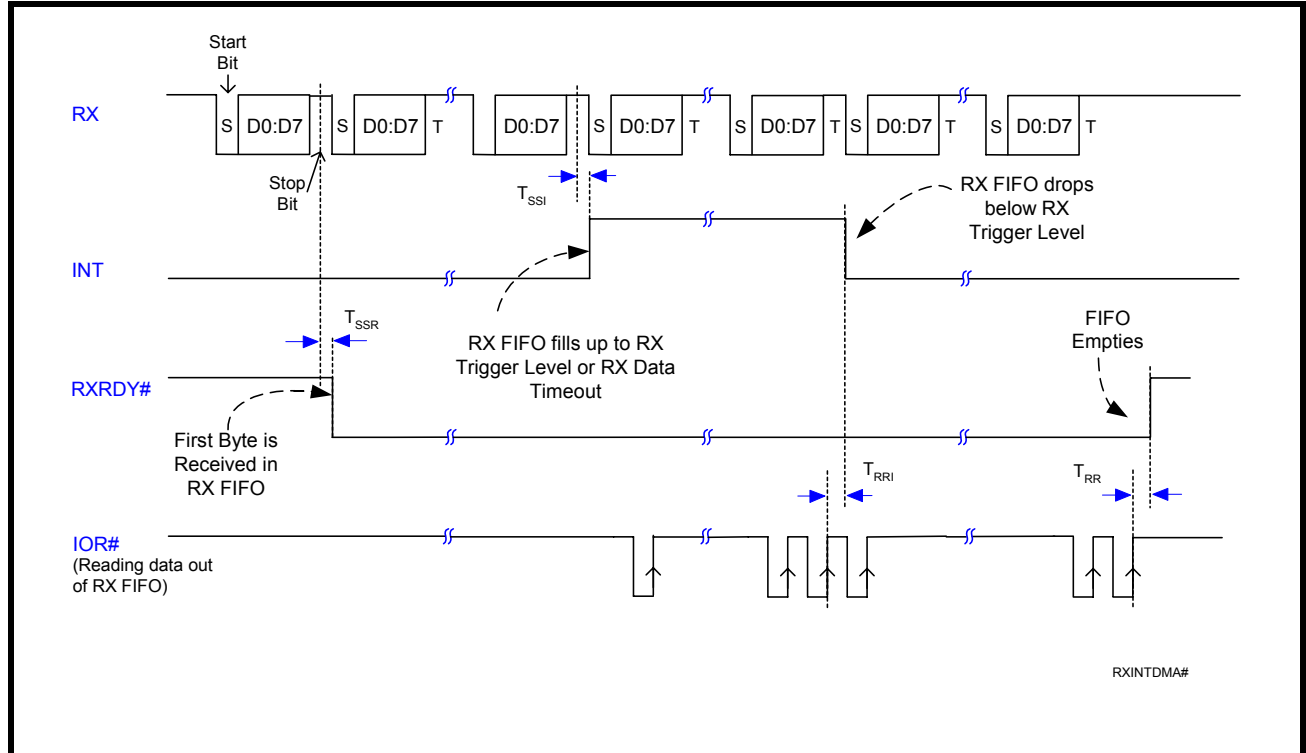 Start
Bit
RX
S D0:D7 S D0:D7 T D0:D7 S D0:D7 T S D0:D7 T S D0:D7 T S D0:D7 T
Stop
Bit
TSSI
RX FIFO drops
below RX
Trigger Level
INT
TSSR
RX FIFO fills up to RX
Trigger Level or RX Data
Timeout
FIFO
Empties
RXRDY#
First Byte is
Received in
RX FIFO
TRRI
TRR
IOR#
(Reading data out
of RX FIFO)
RXINTDMA#